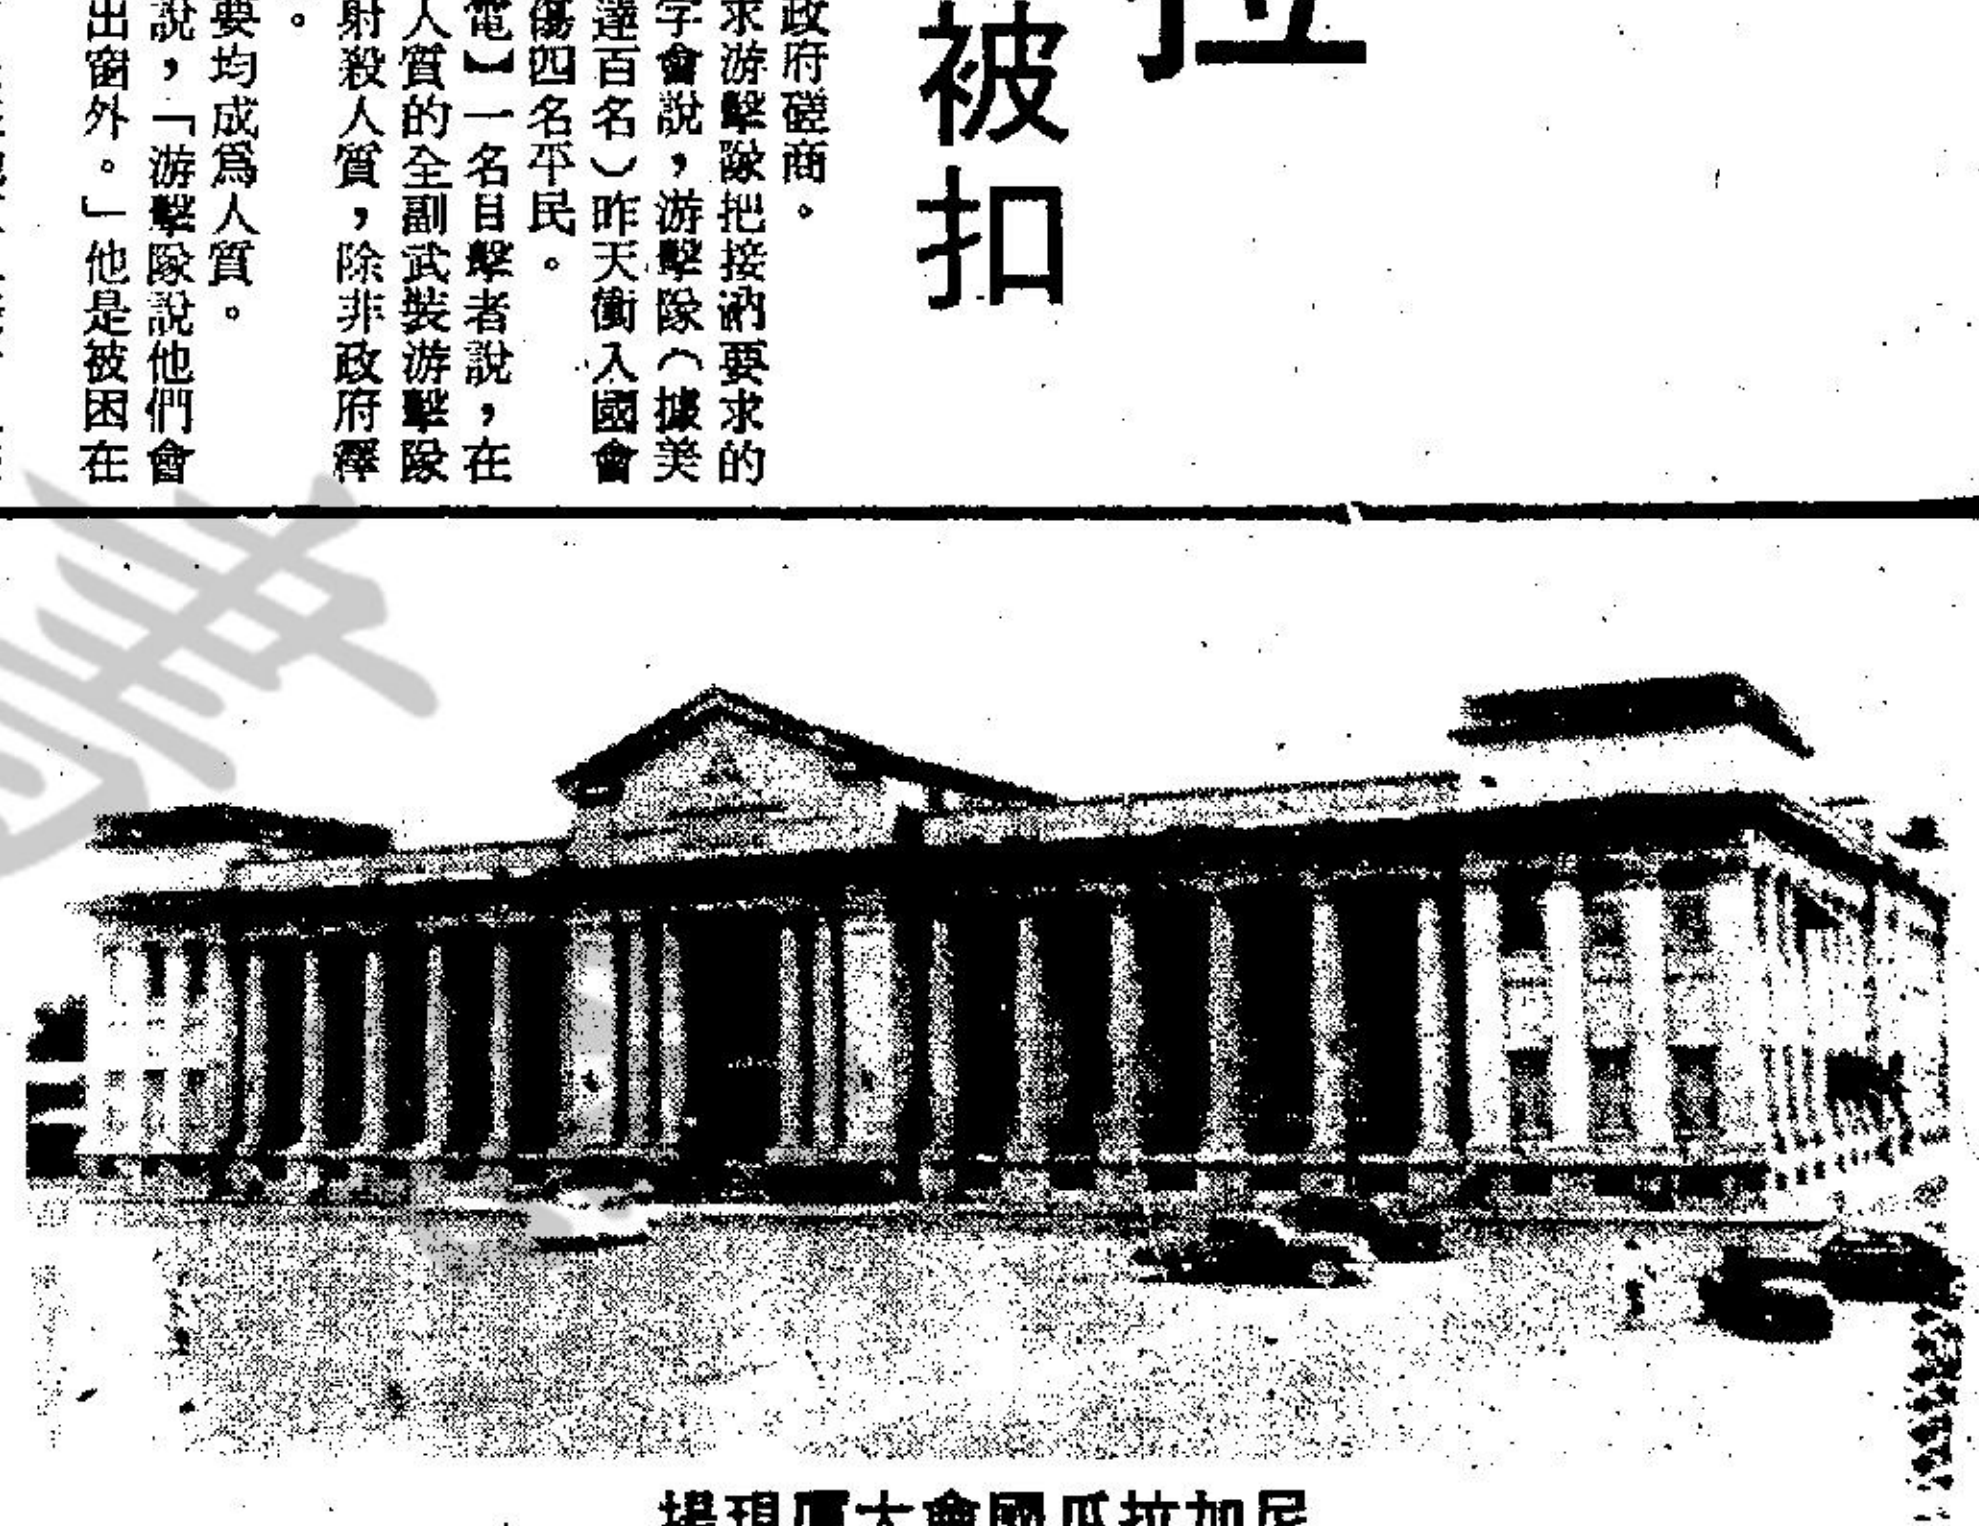 拉
被扣
政府磋商。
求游擊隊把接洽要求的
字會說，游擊隊（據美
達百名）昨天衝入國會
傷四名平民。
電】一名目擊者說，在
人質的全副武裝游擊隊
射殺人質，除非政府釋
。
要均成爲人質。
說，「游擊隊說他們會
出窗外。」他是被困在
尼加拉瓜國會大廈現場